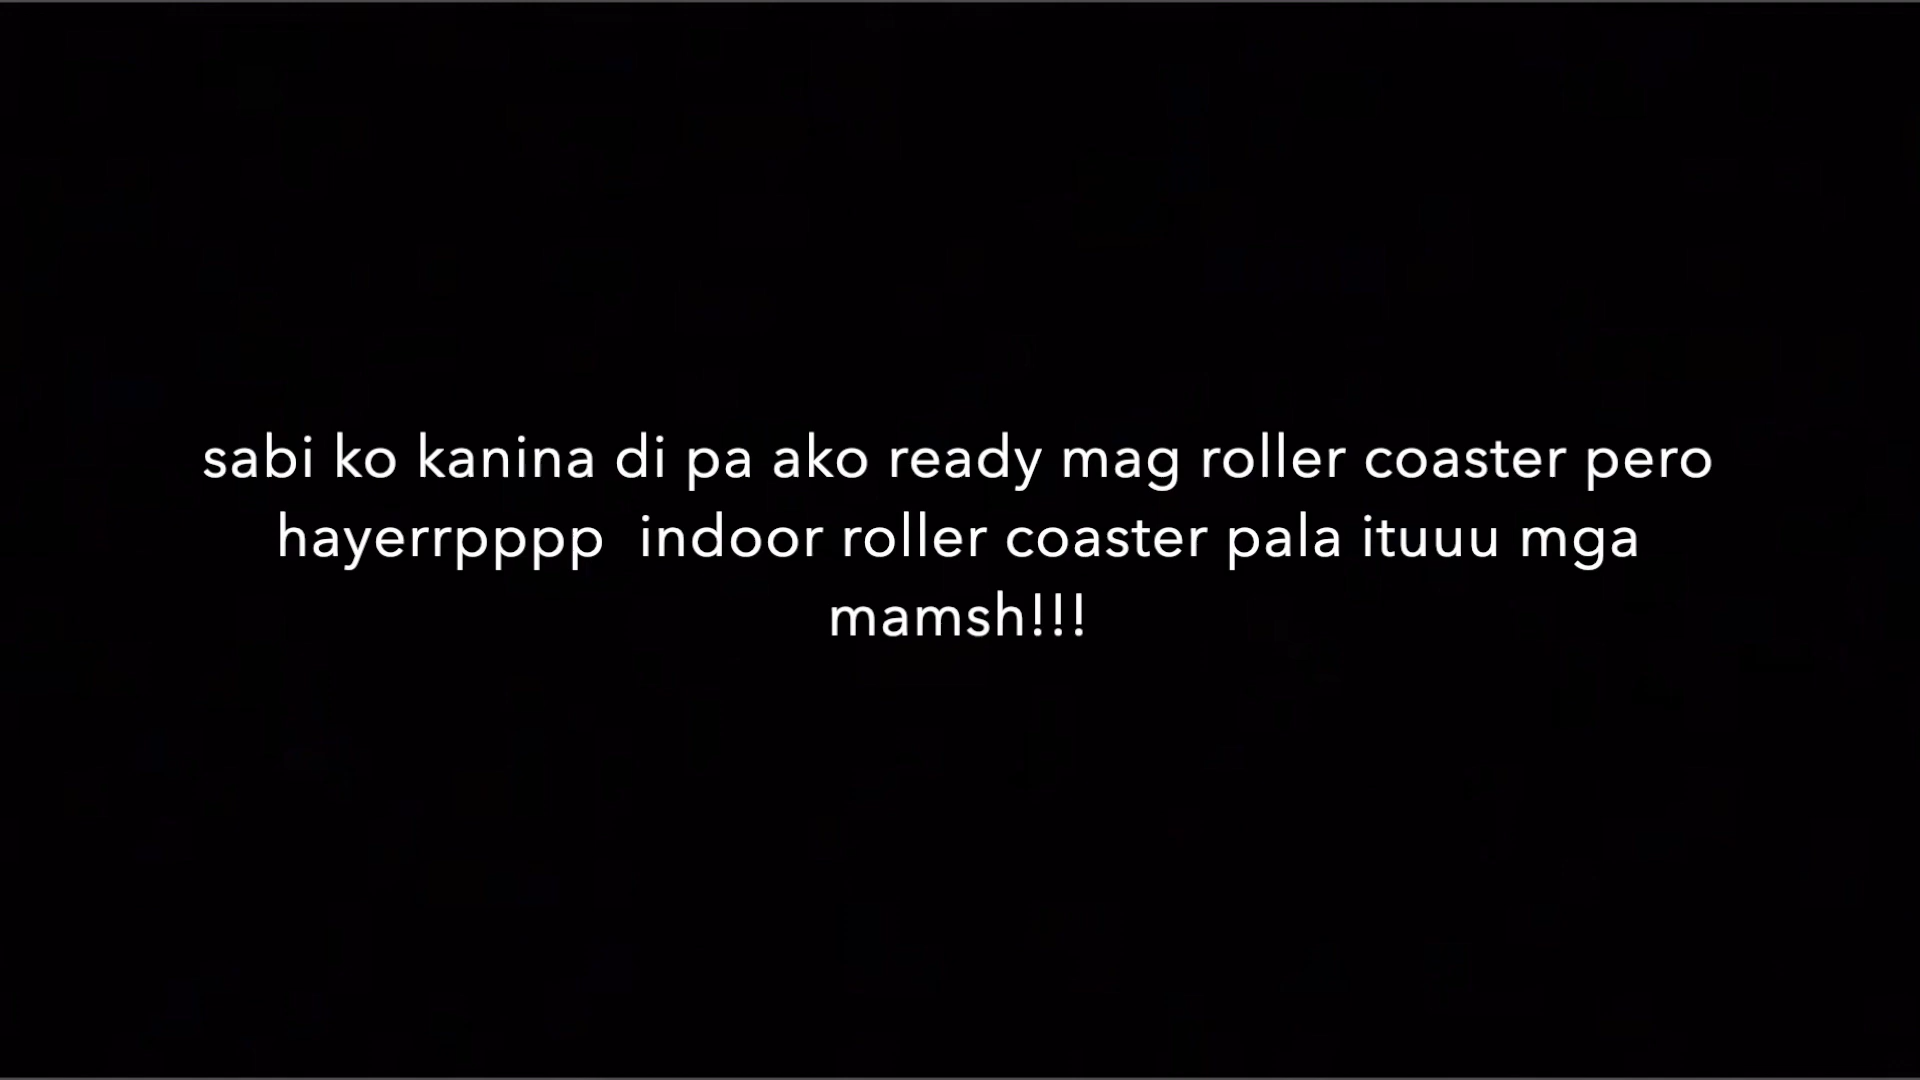 sabi ko kanina di pa ako ready mag roller coaster pero
hayerrpppp  indoor roller coaster pala ituuu mga
mamsh!!!